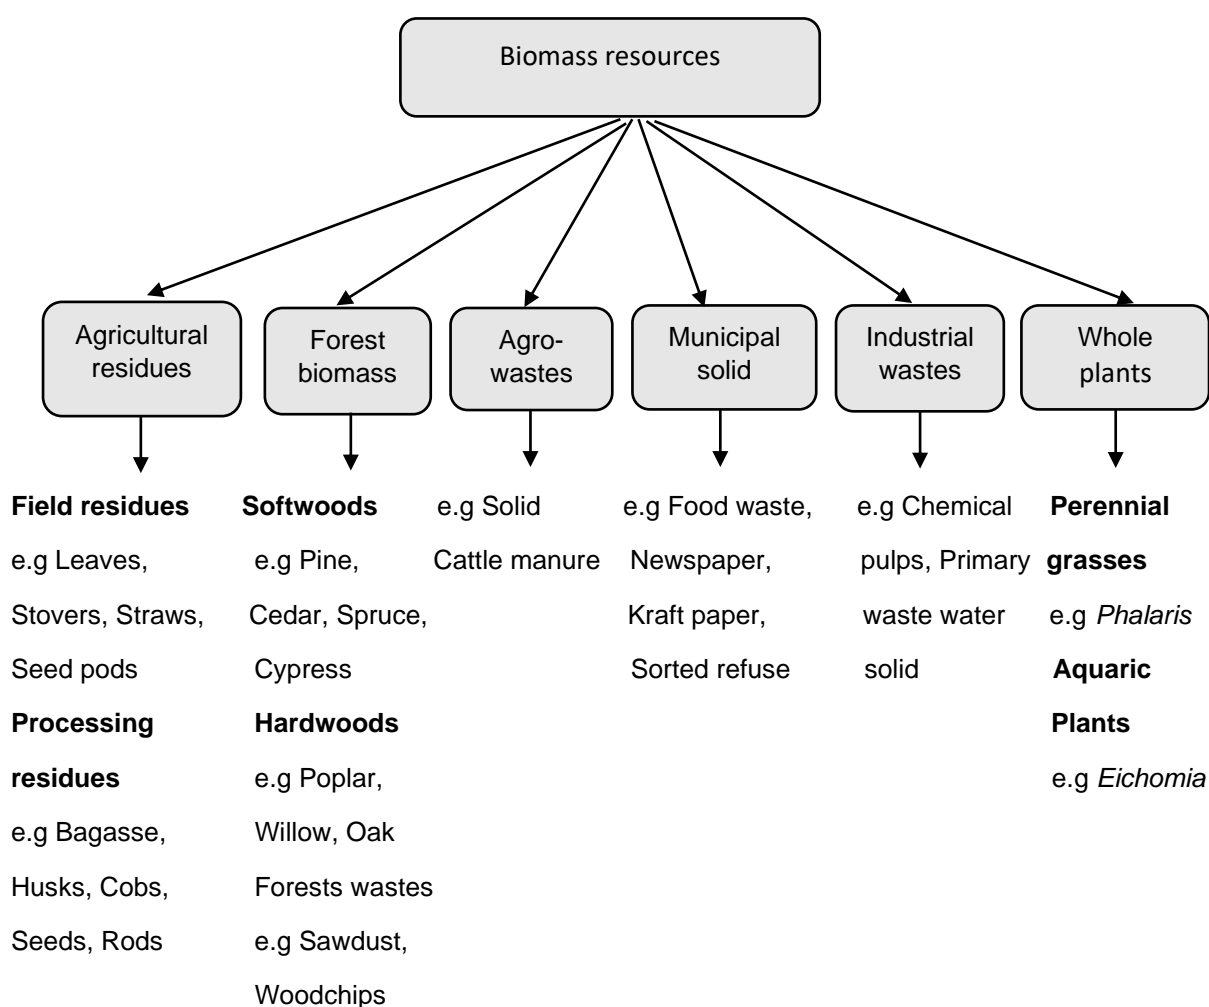 Biomass resources
Agricultural
residues
Forest
biomass
Agro-
wastes
Municipal
solid
Industrial
wastes
Whole
plants
Field residues
e.g Leaves,
Stovers, Straws,
Seed pods
Processing
residues
e.g Bagasse,
Husks, Cobs,
Seeds, Rods
Softwoods
e.g Pine,
Cedar, Spruce,
Cypress
Hardwoods
e.g Poplar,
Willow, Oak
Forests wastes
e.g Sawdust,
Woodchips
e.g Solid
Cattle manure
e.g Food waste,
Newspaper,
Kraft paper,
Sorted refuse
e.g Chemical
pulps, Primary
waste water
solid
Perennial
grasses
e.g Phalaris
Aquaric
Plants
e.g Eichomia